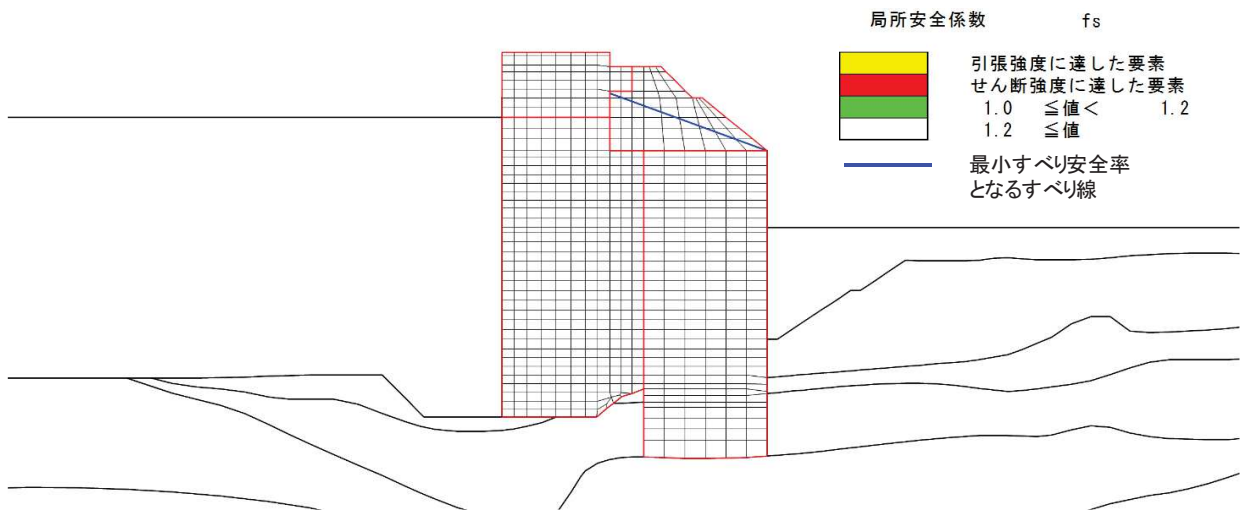 局所安全係数 fs
引張強度に達した要素
せん断強度に達した要素
1.0 ≦値＜ 1.2
1.2 ≦値
最小すべり安全率
となるすべり線